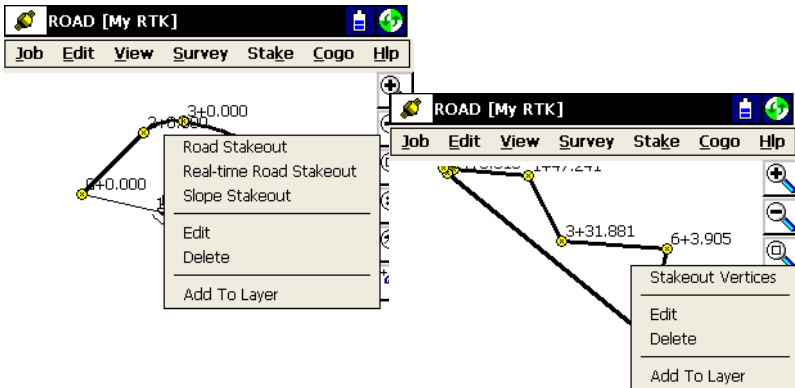 ROAD [My RTK]
Job Edit View Survey Stake Cogo Hlp
3+0.000
0+0.000
Road Stakeout
Real-time Road Stakeout
Slope Stakeout
Edit
Delete
Add To Layer
ROAD [My RTK]
Job Edit View Survey Stake Cogo Hlp
1+47.241
3+31.881
6+3.905
Stakeout Vertices
Edit
Delete
Add To Layer